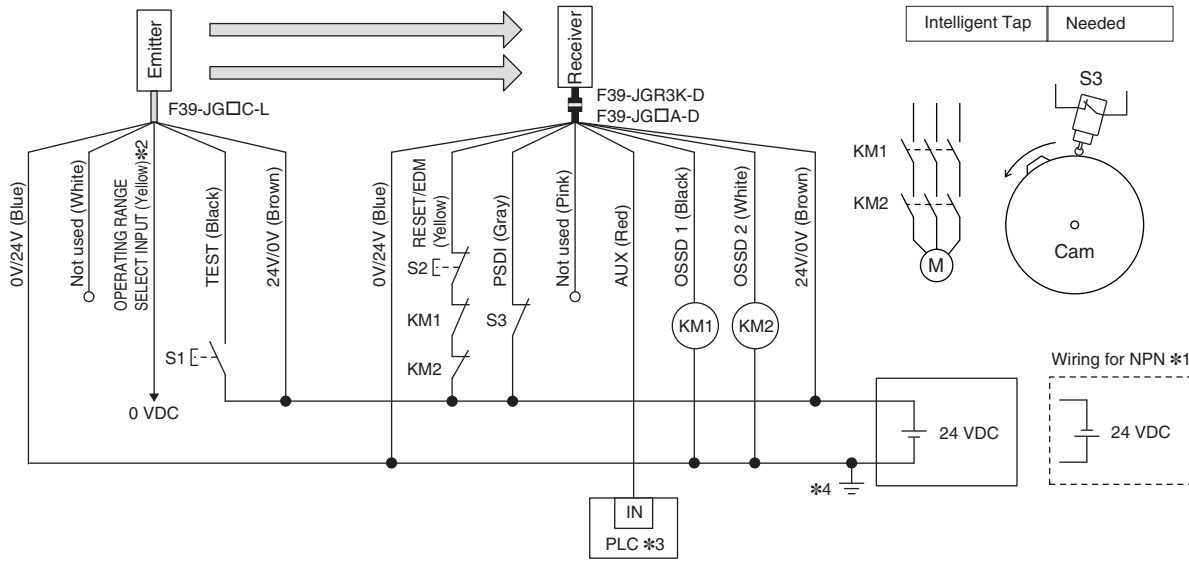 Emitter
Receiver
Intelligent Tap
Needed
F39-JG□C-L
F39-JGR3K-D
F39-JG□A-D
S3
KM1
KM2
M
Cam
0V/24V (Blue)
Not used (White)
OPERATING RANGE
SELECT INPUT (Yellow)✻2
TEST (Black)
24V/0V (Brown)
0V/24V (Blue)
RESET/EDM
(Yellow)
PSDI (Gray)
Not used (Pink)
AUX (Red)
OSSD 1 (Black)
OSSD 2 (White)
24V/0V (Brown)
S2
KM1
S3
KM1
KM2
S1
KM2
Wiring for NPN ✻1
0 VDC
24 VDC
24 VDC
✻4
IN
PLC ✻3